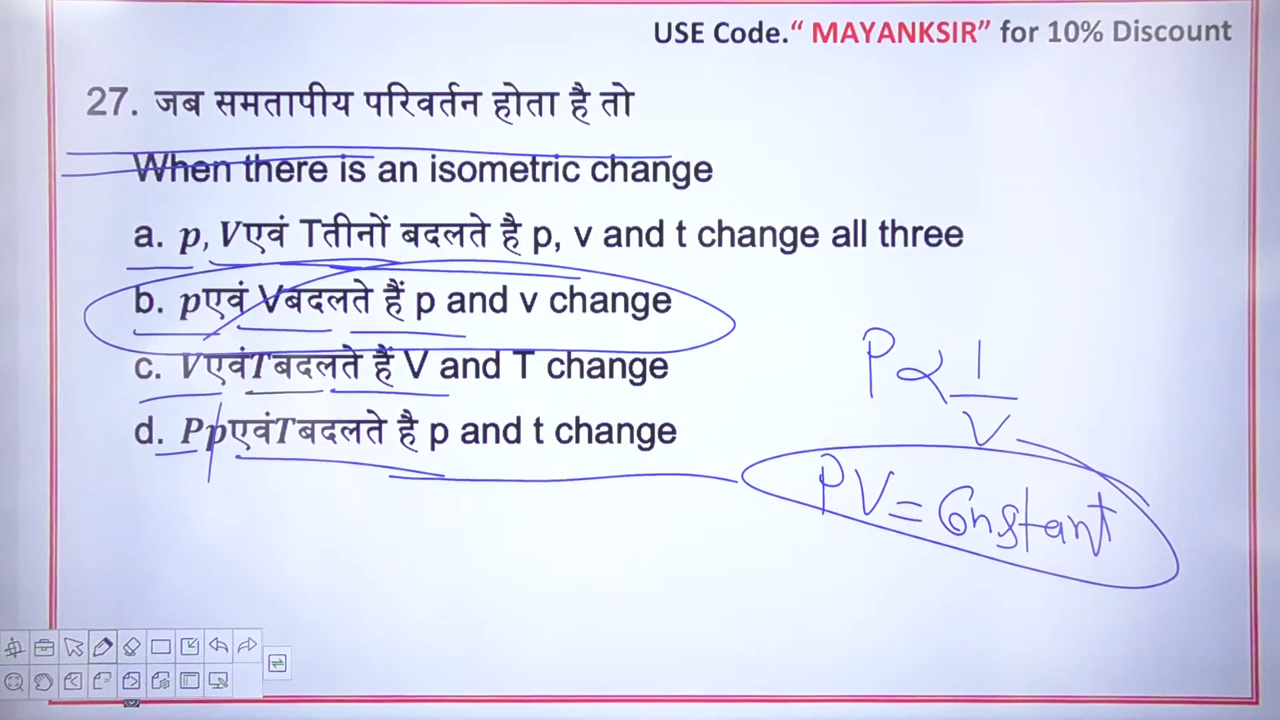 USE Code.“ MAYANKSIR” for 10% Discount
27. जब समतापीय परिवर्तन होता है तो
When there is an isometric change
a. p, Vएवं Tतीनों बदलते है p, v and t change all three
b. pएवं Vबदलते हैं p and v change
c. VएवंTबदलते हैं V and T change
d. PpएवंTबदलते है p and t change
P ∝ 1/V
PV = Constant